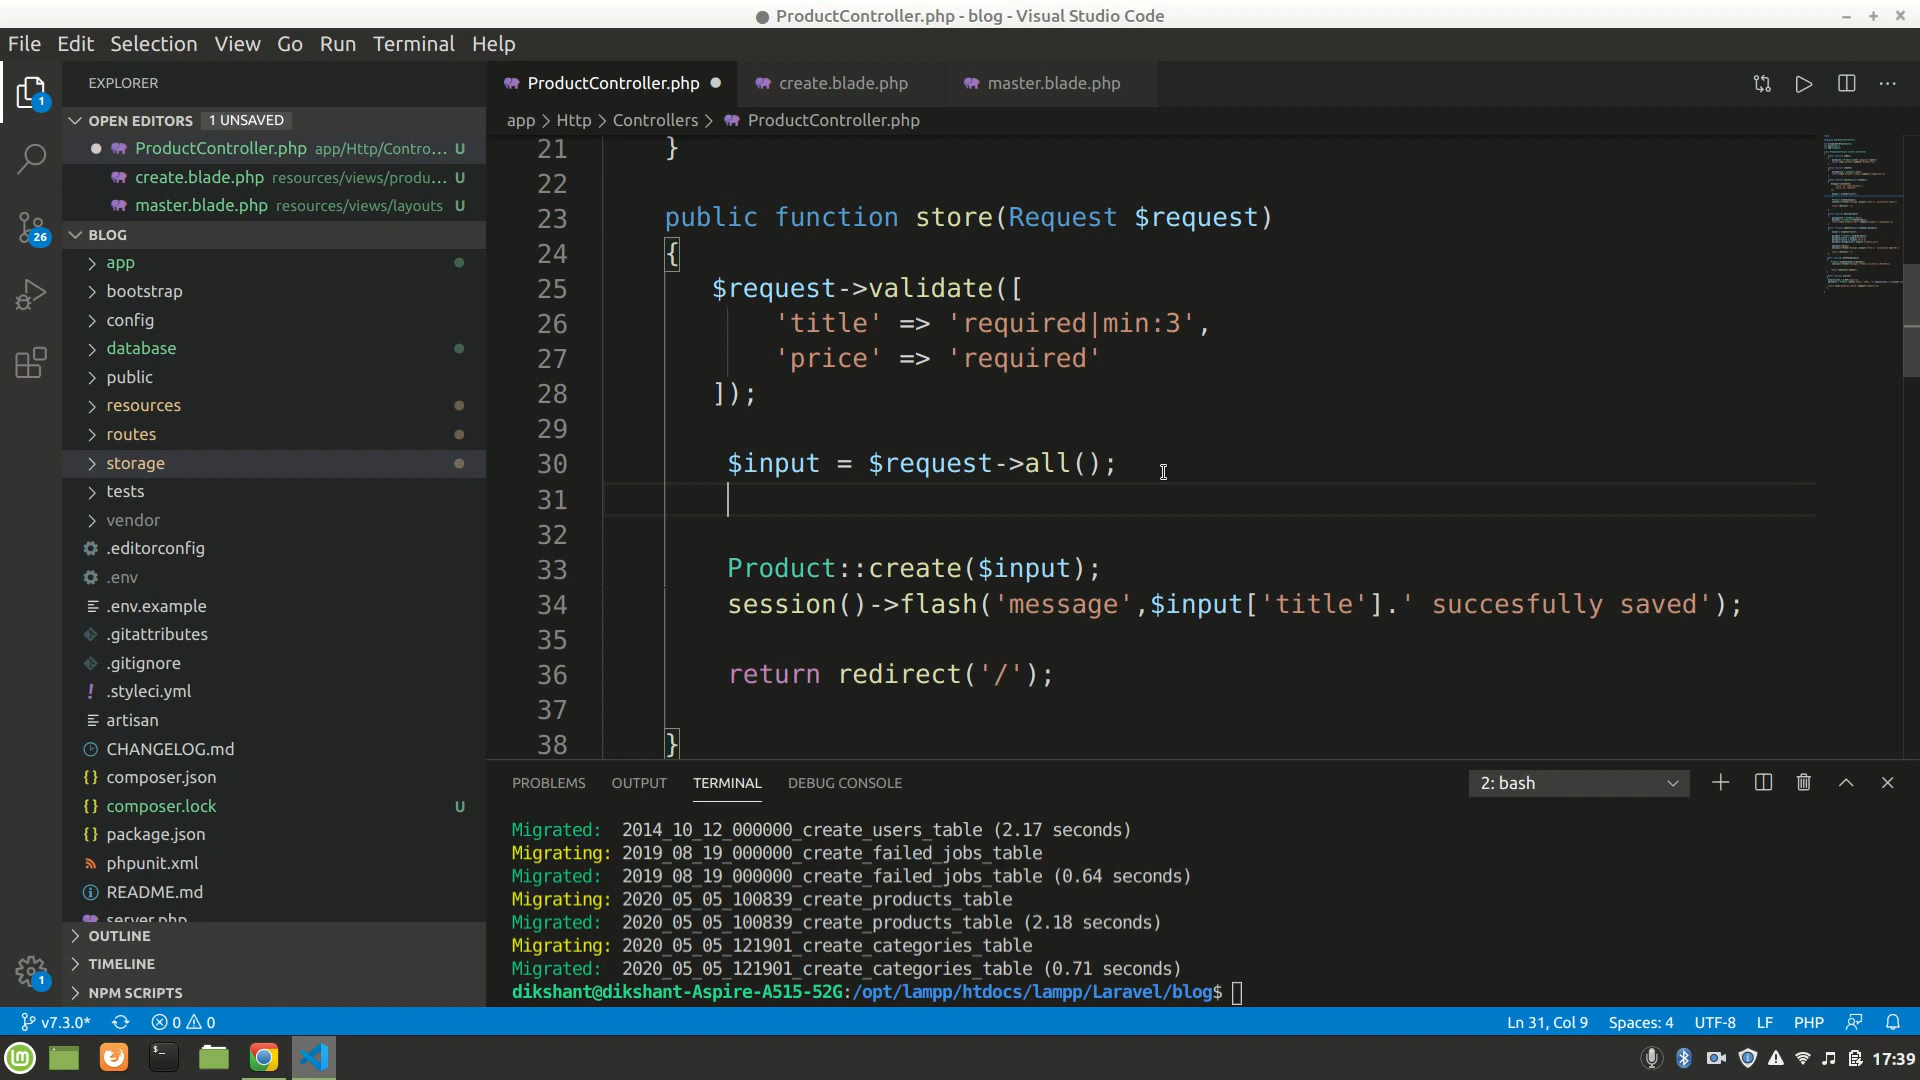 ProductController.php - blog - Visual Studio Code
File Edit Selection View Go Run Terminal Help
EXPLORER
OPEN EDITORS 1 UNSAVED
ProductController.php app/Http/Contro... U
create.blade.php resources/views/produ... U
master.blade.php resources/views/layouts U
BLOG
app
bootstrap
config
database
public
resources
routes
storage
tests
vendor
.editorconfig
.env
.env.example
.gitattributes
.gitignore
.styleci.yml
artisan
CHANGELOG.md
composer.json
composer.lock U
package.json
phpunit.xml
README.md
server.php
OUTLINE
TIMELINE
NPM SCRIPTS
1
26
1
ProductController.php create.blade.php master.blade.php
app > Http > Controllers > ProductController.php
21 }
22
23 public function store(Request $request)
24 {
25 $request->validate([
26 'title' => 'required|min:3',
27 'price' => 'required'
28 ]);
29
30 $input = $request->all();
31
32
33 Product::create($input);
34 session()->flash('message',$input['title'].' succesfully saved');
35
36 return redirect('/');
37
38 }
PROBLEMS OUTPUT TERMINAL DEBUG CONSOLE 2: bash
Migrated: 2014_10_12_000000_create_users_table (2.17 seconds)
Migrating: 2019_08_19_000000_create_failed_jobs_table
Migrated: 2019_08_19_000000_create_failed_jobs_table (0.64 seconds)
Migrating: 2020_05_05_100839_create_products_table
Migrated: 2020_05_05_100839_create_products_table (2.18 seconds)
Migrating: 2020_05_05_121901_create_categories_table
Migrated: 2020_05_05_121901_create_categories_table (0.71 seconds)
dikshant@dikshant-Aspire-A515-52G:/opt/lampp/htdocs/lampp/Laravel/blog$
v7.3.0* 0 0 Ln 31, Col 9 Spaces: 4 UTF-8 LF PHP
17:39